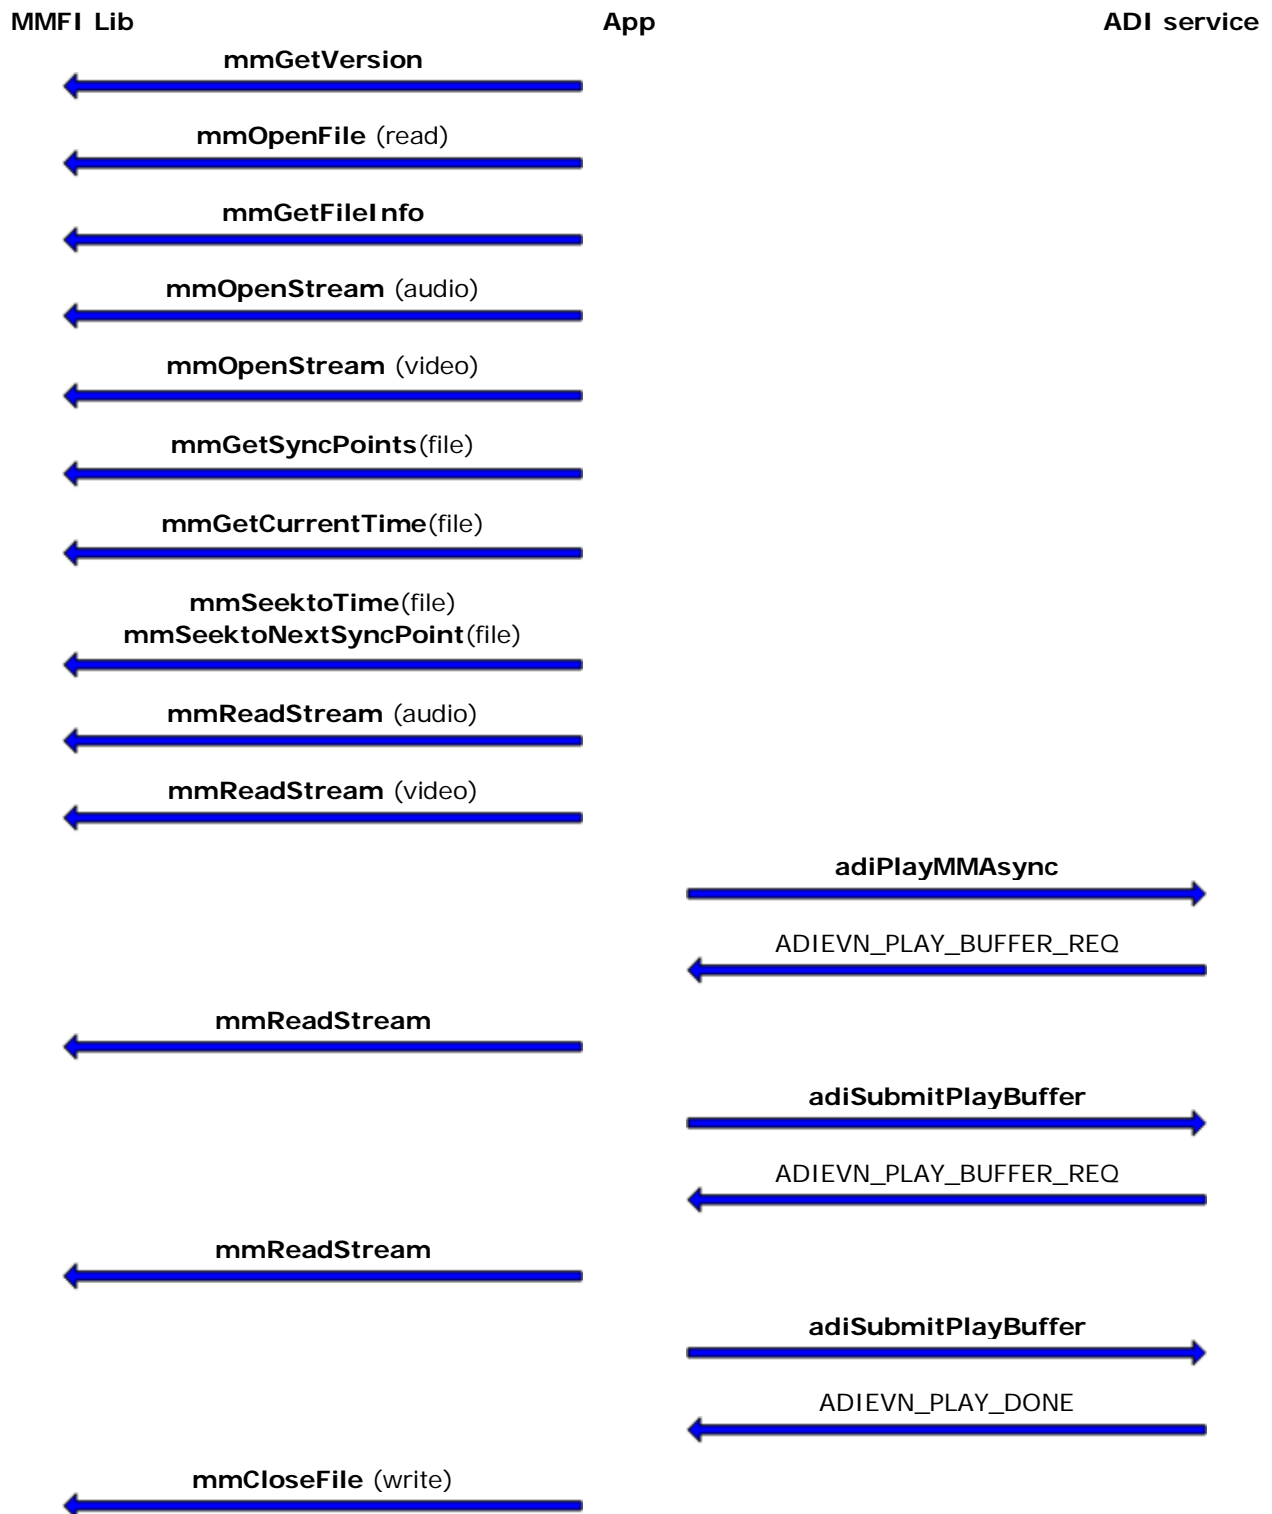 MMFI Lib App ADI service
mmGetVersion
mmOpenFile (read)
mmGetFileInfo
mmOpenStream (audio)
mmOpenStream (video)
mmGetSyncPoints(file)
mmGetCurrentTime(file)
mmSeektoTime(file)
mmSeektoNextSyncPoint(file)
mmReadStream (audio)
mmReadStream (video)
adiPlayMMAsync
ADIEVN_PLAY_BUFFER_REQ
mmReadStream
adiSubmitPlayBuffer
ADIEVN_PLAY_BUFFER_REQ
mmReadStream
adiSubmitPlayBuffer
ADIEVN_PLAY_DONE
mmCloseFile (write)